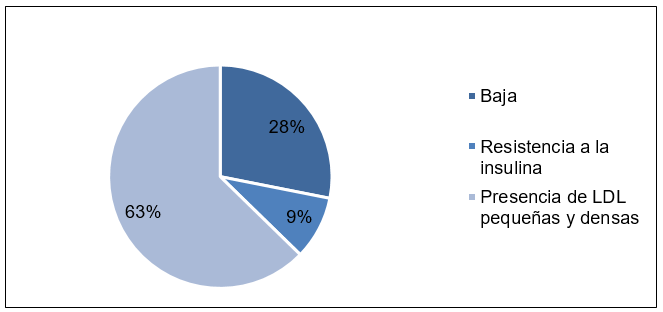 28%
9%
63%
Baja
Resistencia a la
insulina
Presencia de LDL
pequeñas y densas